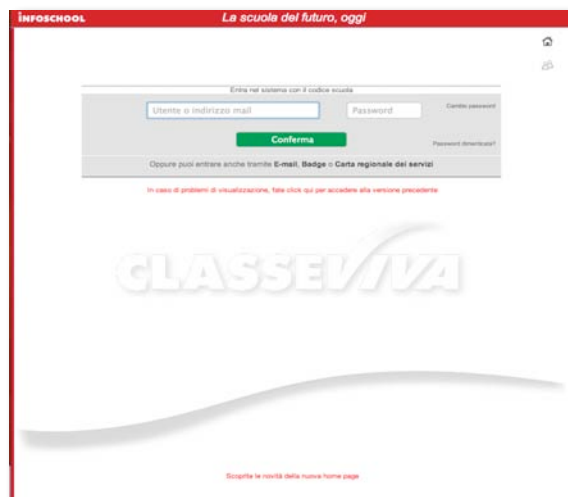 INFOSCHOOL La scuola del futuro, oggi
Entra nel sistema con il codice scuola
Utente o indirizzo mail Password Cambio password
Conferma
Password dimenticata?
Oppure puoi entrare anche tramite E-mail, Badge o Carta regionale dei servizi
In caso di problemi di visualizzazione, fate click qui per accedere alla versione precedente
CLASSEVIVA
Scoprite le novità della nuova home page